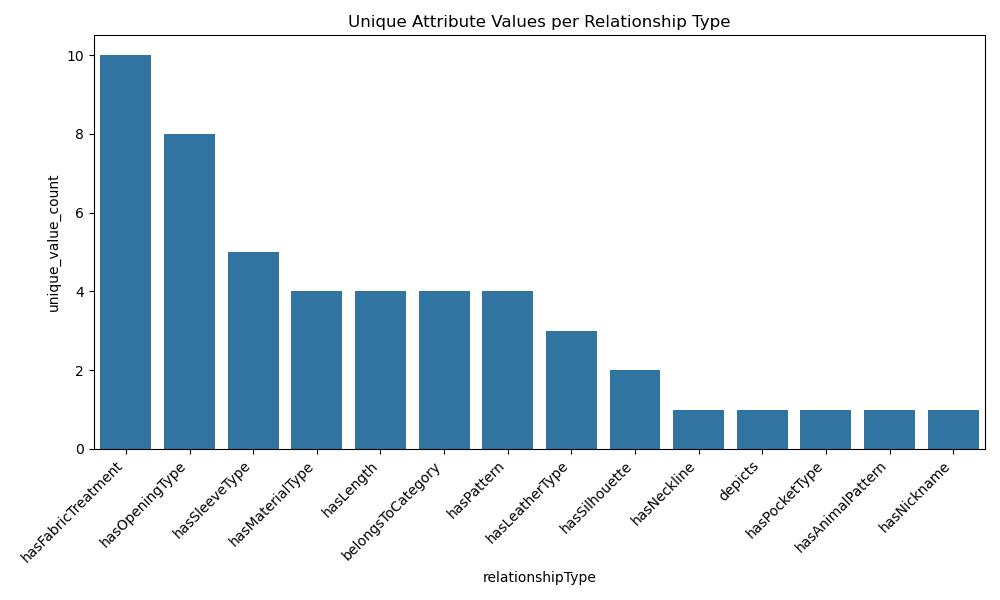 Unique Attribute Values per Relationship Type
unique_value_count
10
8
6
4
2
0
hasFabricTreatment
hasOpeningType
hasSleeveType
hasMaterialType
hasLength
belongsToCategory
hasPattern
hasLeatherType
hasSilhouette
hasNeckline
depicts
hasPocketType
hasAnimalPattern
hasNickname
relationshipType